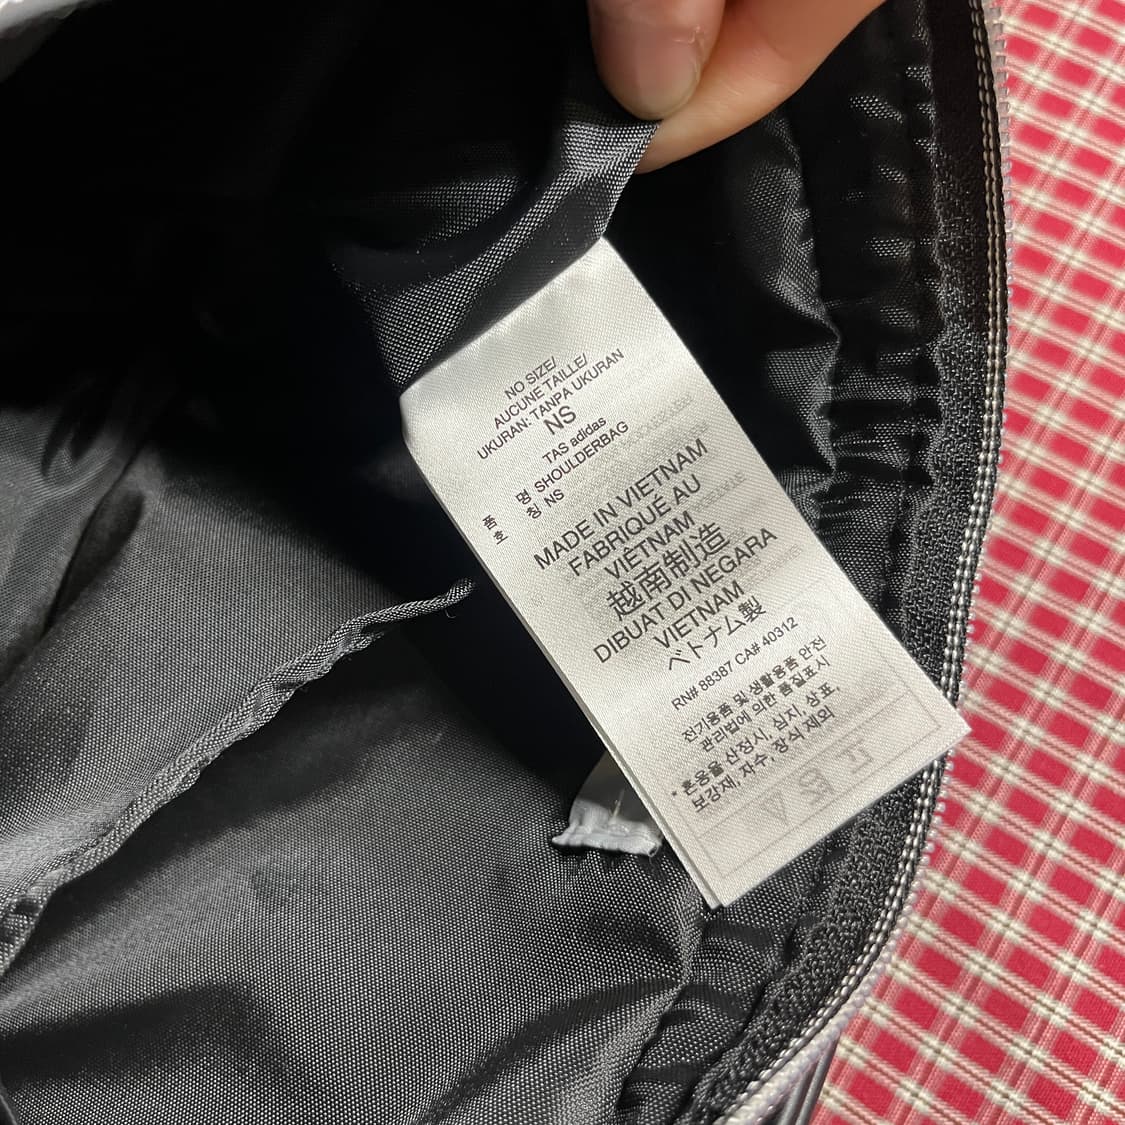 NO SIZE/
AUCUNE TAILLE/
UKURAN: TANPA UKURAN
NS
TAS adidas
품 명 SHOULDERBAG
호 칭 NS
MADE IN VIETNAM
FABRIQUÉ AU
VIÊTNAM
越南制造
DIBUAT DI NEGARA
VIETNAM
ベトナム製
RN# 88387 CA# 40312
전기용품 및 생활용품 안전
관리법에 의한 품질표시
* 혼용율 산정시, 심지, 상표,
보강재, 자수, 장식 제외